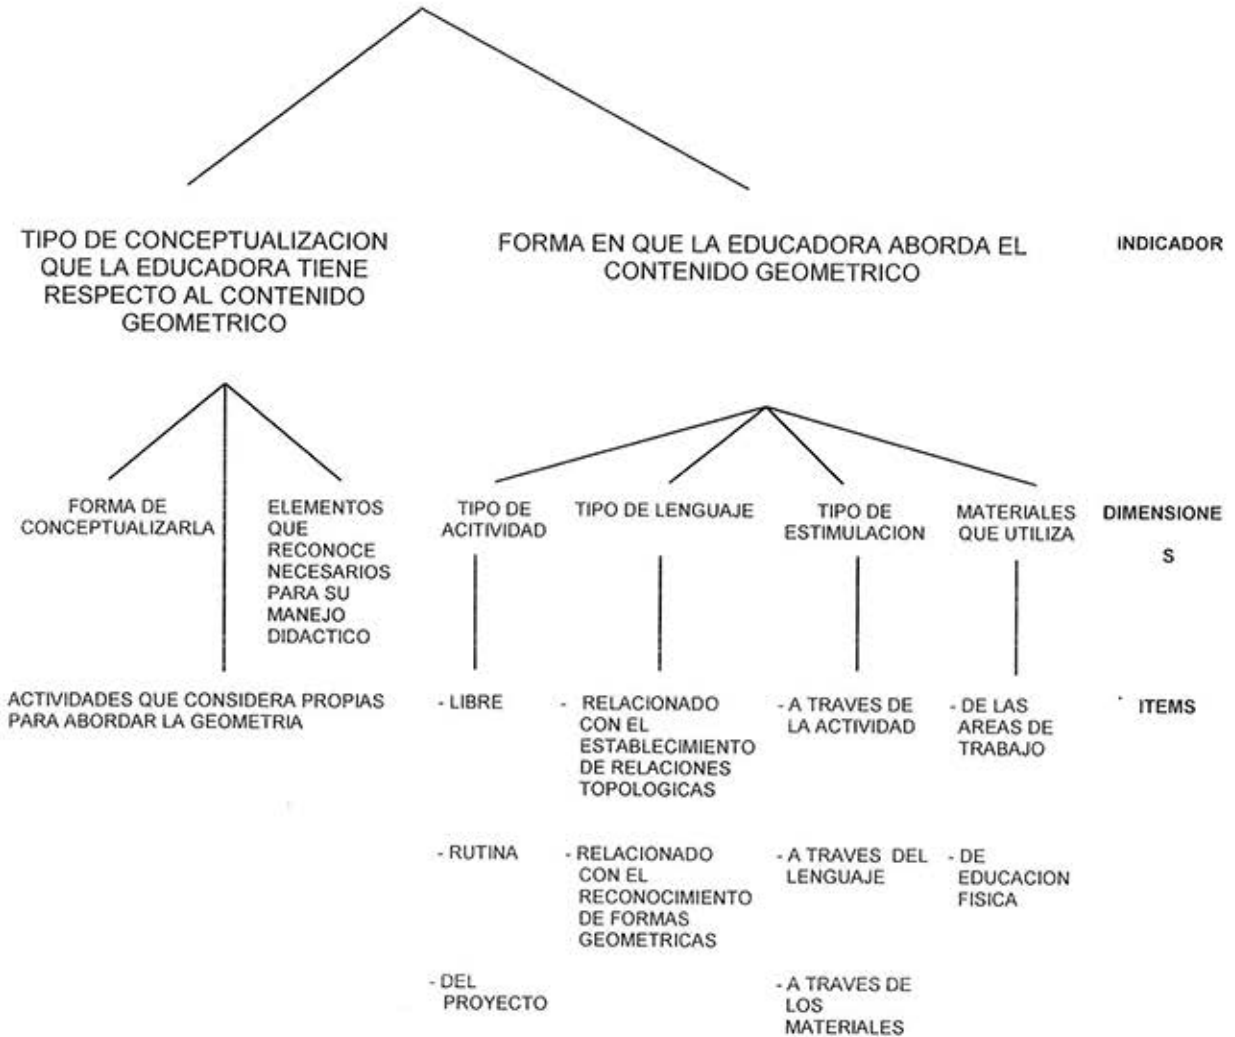 TIPO DE CONCEPTUALIZACION
QUE LA EDUCADORA TIENE
RESPECTO AL CONTENIDO
GEOMETRICO
FORMA EN QUE LA EDUCADORA ABORDA EL
CONTENIDO GEOMETRICO
INDICADOR
FORMA DE
CONCEPTUALIZARLA
ELEMENTOS
QUE
RECONOCE
NECESARIOS
PARA SU
MANEJO
DIDACTICO
TIPO DE
ACITIVIDAD
TIPO DE LENGUAJE
TIPO DE
ESTIMULACION
MATERIALES
QUE UTILIZA
DIMENSIONE
S
ACTIVIDADES QUE CONSIDERA PROPIAS
PARA ABORDAR LA GEOMETRIA
- LIBRE
- RELACIONADO
CON EL
ESTABLECIMIENTO
DE RELACIONES
TOPOLOGICAS
- A TRAVES DE
LA ACTIVIDAD
- DE LAS
AREAS DE
TRABAJO
ITEMS
- RUTINA
- RELACIONADO
CON EL
RECONOCIMIENTO
DE FORMAS
GEOMETRICAS
- A TRAVES DEL
LENGUAJE
- DE
EDUCACION
FISICA
- DEL
PROYECTO
- A TRAVES DE
LOS
MATERIALES